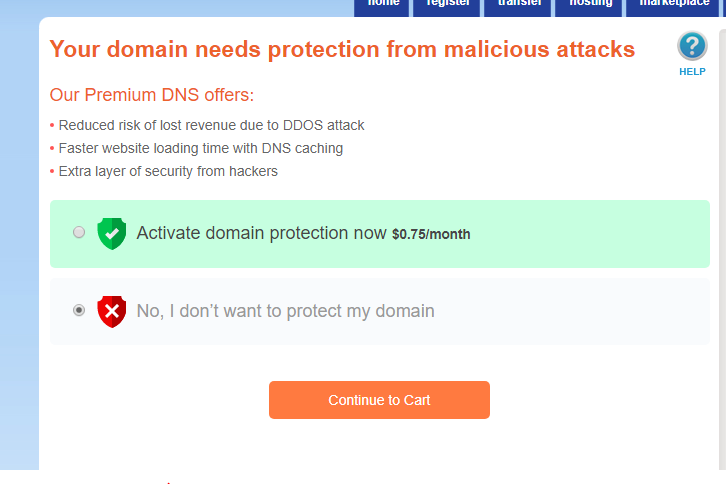 home register transfer hosting marketplace
Your domain needs protection from malicious attacks
HELP
Our Premium DNS offers:
• Reduced risk of lost revenue due to DDOS attack
• Faster website loading time with DNS caching
• Extra layer of security from hackers
Activate domain protection now $0.75/month
No, I don’t want to protect my domain
Continue to Cart